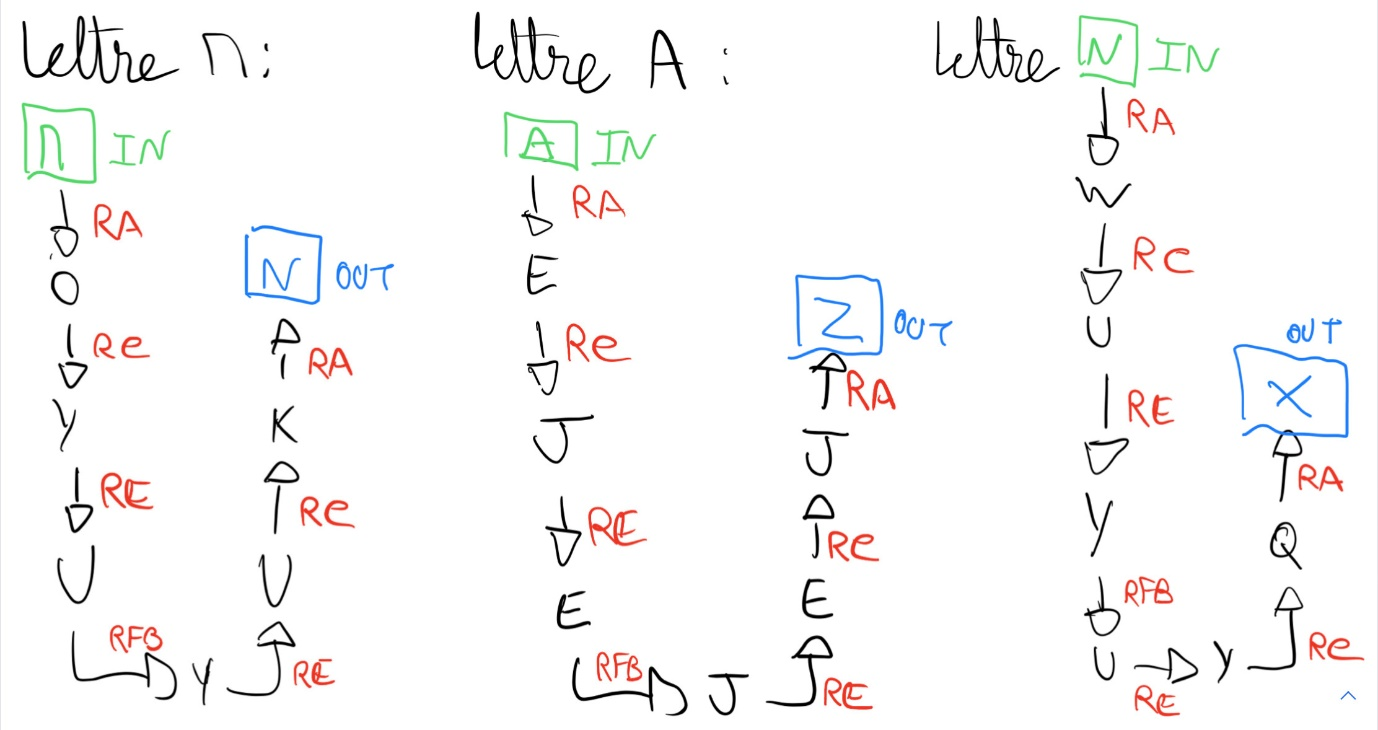 Lettre n :
n IN
RA
O
Re
Y
RE
U
RFB
Y
RE
U
Re
K
RA
N OUT
Lettre A :
A IN
RA
E
Re
J
RE
E
RFB
J
RE
E
Re
J
RA
Z OUT
Lettre N IN
RA
W
Re
U
RE
Y
RFB
U
RE
Y
Re
Q
RA
X
OUT